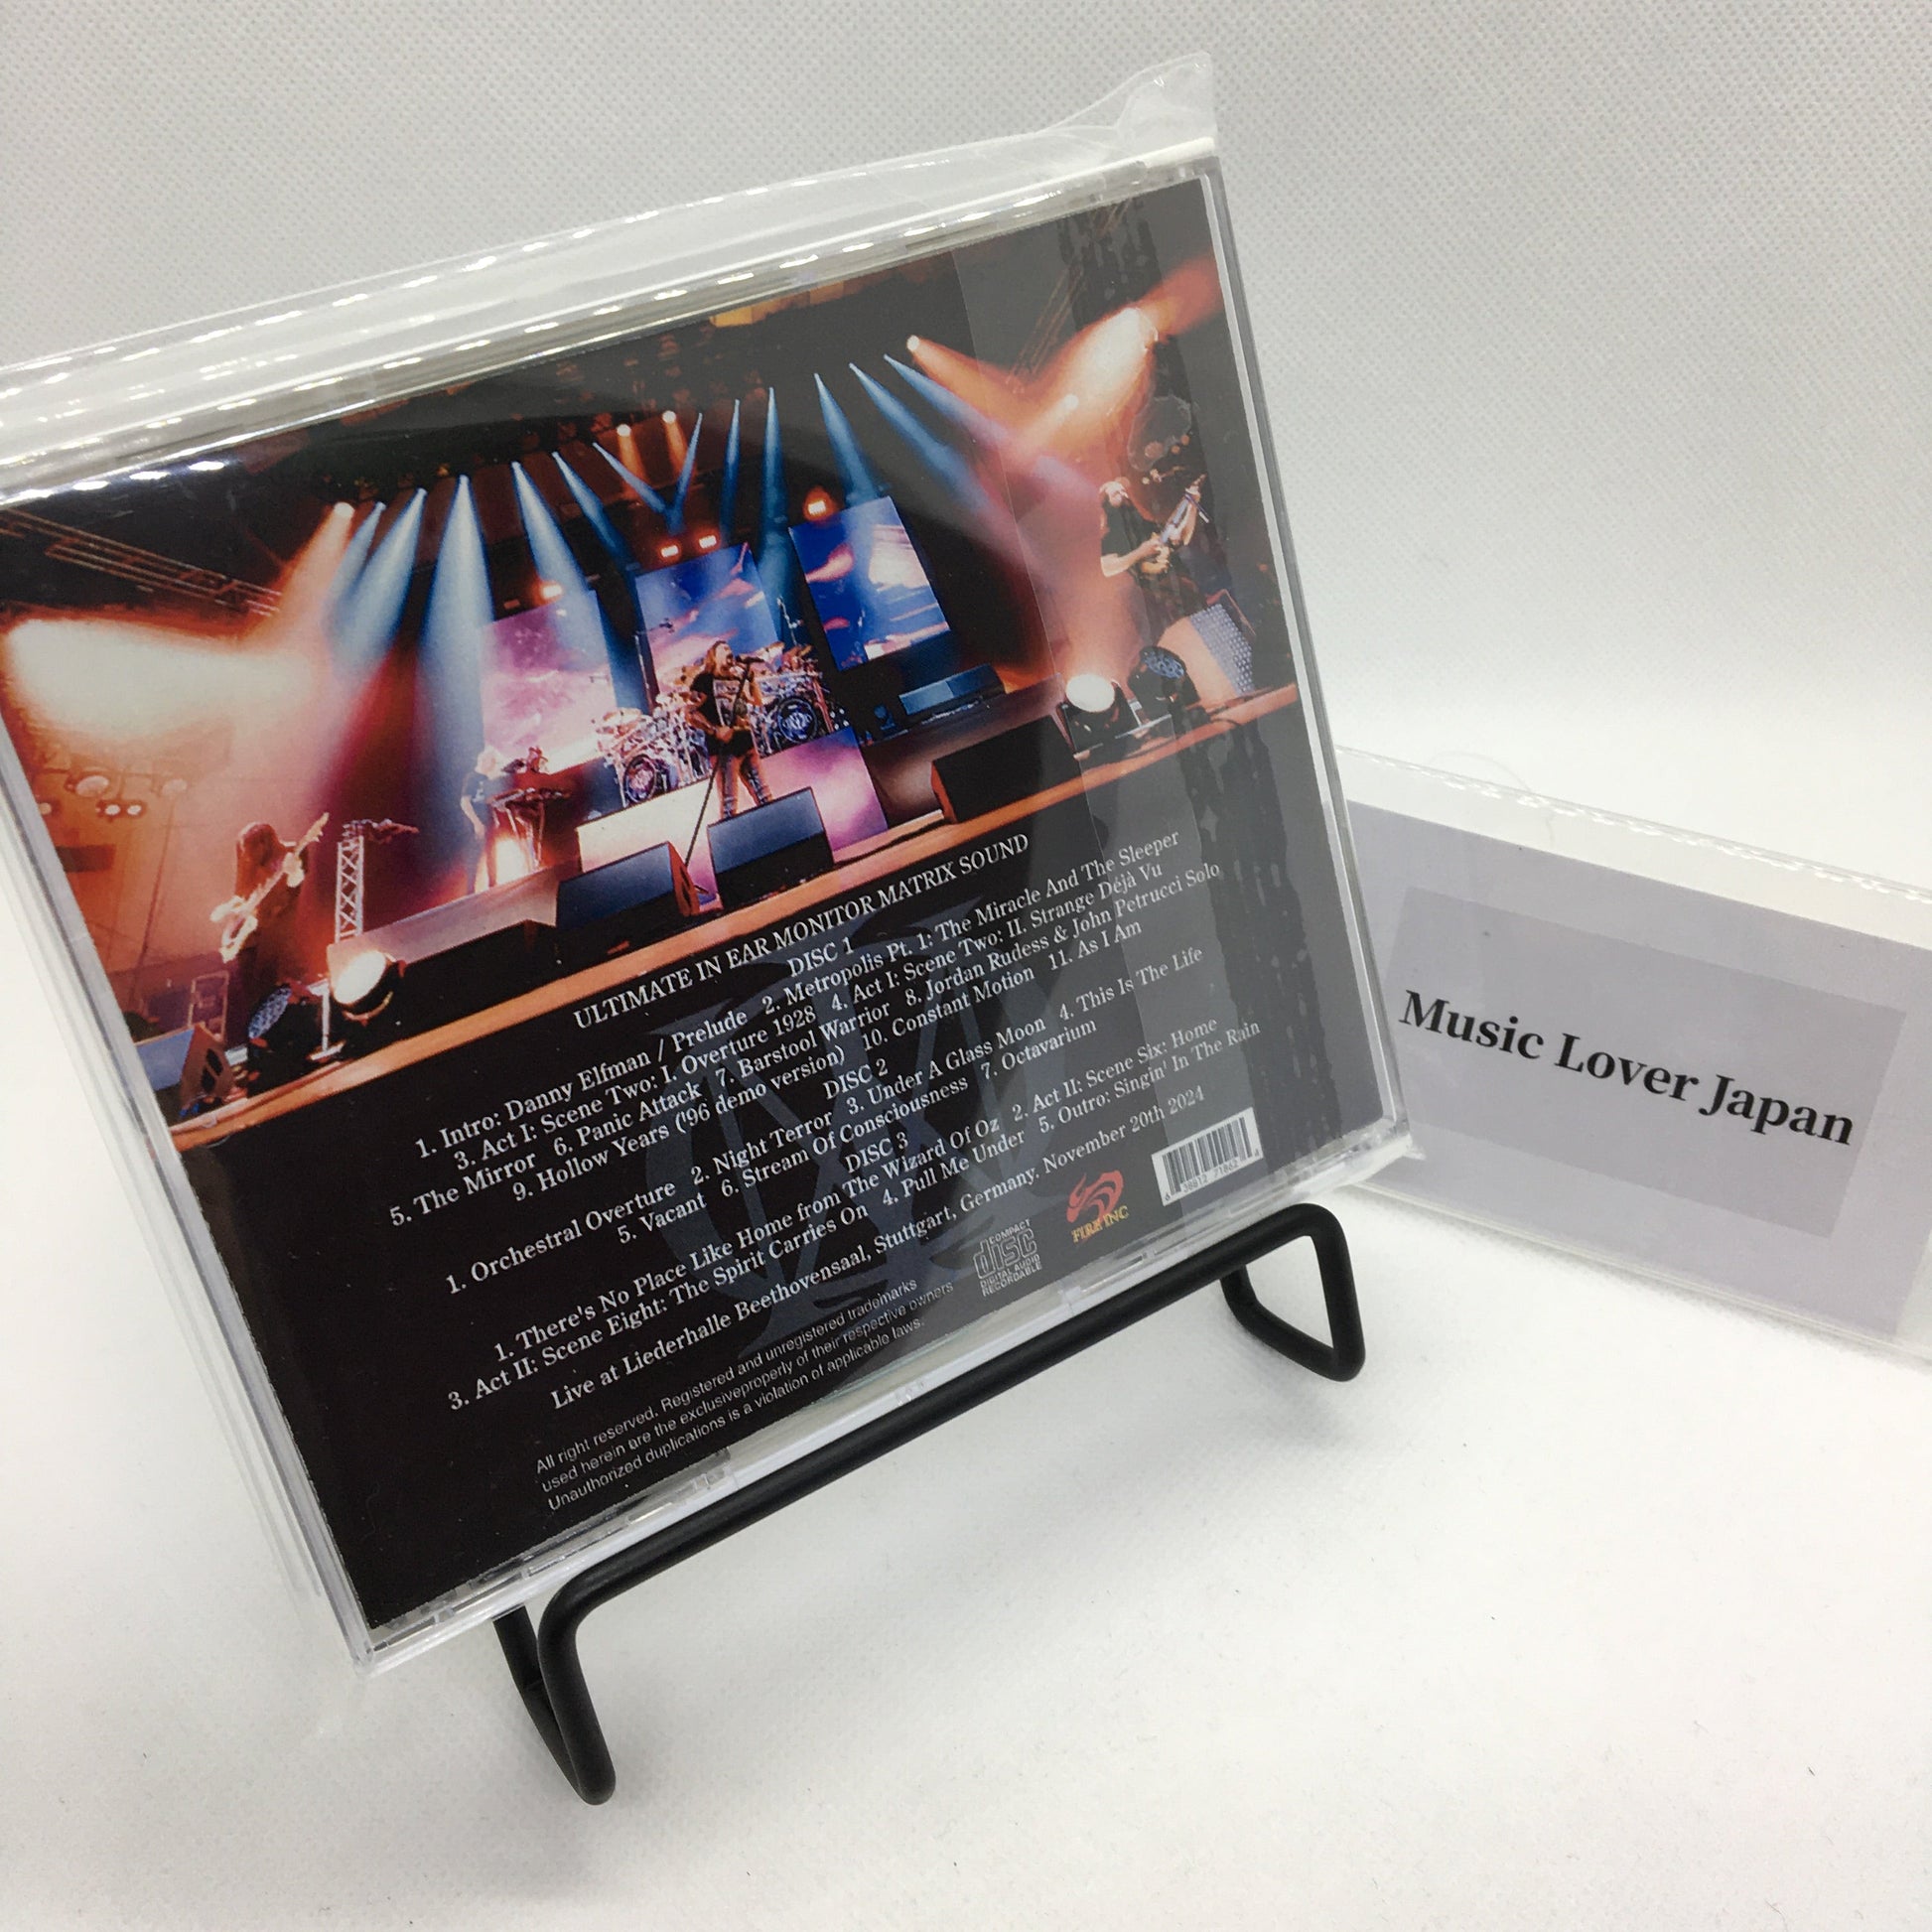 ULTIMATE IN EAR MONITOR MATRIX SOUND
DISC 1
1. Intro: Danny Elfman / Prelude 2. Metropolis Pt. 1: The Miracle And The Sleeper
3. Act I: Scene Two: I. Overture 1928 4. Act I: Scene Two: II. Strange Déjà Vu
5. The Mirror 6. Panic Attack 7. Barstool Warrior 8. Jordan Rudess & John Petrucci Solo
9. Hollow Years ('96 demo version) 10. Constant Motion 11. As I Am
DISC 2
1. Orchestral Overture 2. Night Terror 3. Under A Glass Moon 4. This Is The Life
5. Vacant 6. Stream Of Consciousness 7. Octavarium
DISC 3
1. There's No Place Like Home from The Wizard Of Oz 2. Act II: Scene Six: Home
3. Act II: Scene Eight: The Spirit Carries On 4. Pull Me Under 5. Outro: Singin' In The Rain
Live at Liederhalle Beethovensaal, Stuttgart, Germany. November 20th 2024
All right reserved. Registered and unregistered trademarks
used herein are the exclusiveproperly of their respective owners
Unauthorized duplications is a violation of applicable laws.
COMPACT
disc
DIGITAL AUDIO
RECORDABLE
FIRE INC
Music Lover Japan